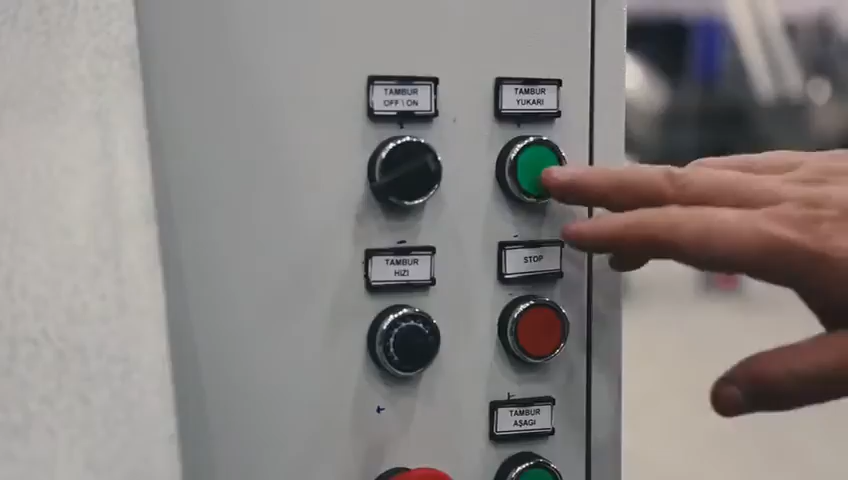 TAMBUR
OFF \ ON
TAMBUR
YUKARI
TAMBUR
HIZI
STOP
TAMBUR
AŞAGI